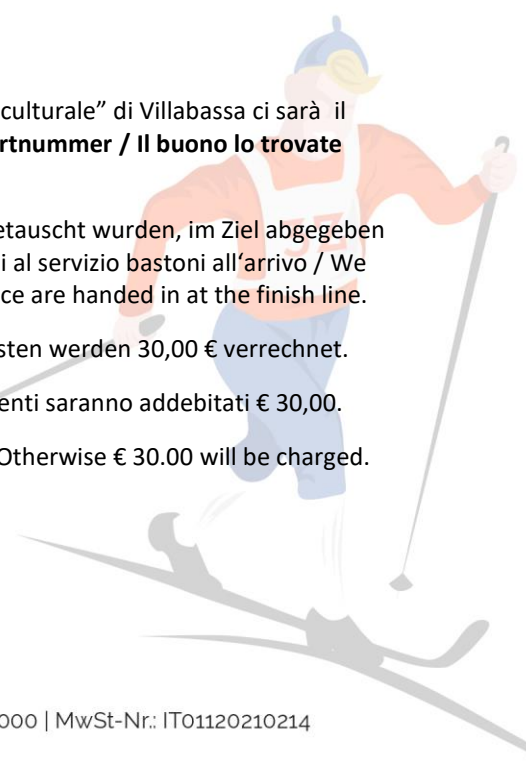 culturale” di Villabassa ci sarà il
rtnummer / Il buono lo trovate
etauscht wurden, im Ziel abgegeben
i al servizio bastoni all‘arrivo / We
ce are handed in at the finish line.
sten werden 30,00 € verrechnet.
enti saranno addebitati € 30,00.
Otherwise € 30.00 will be charged.
000 | MwSt-Nr.: IT01120210214